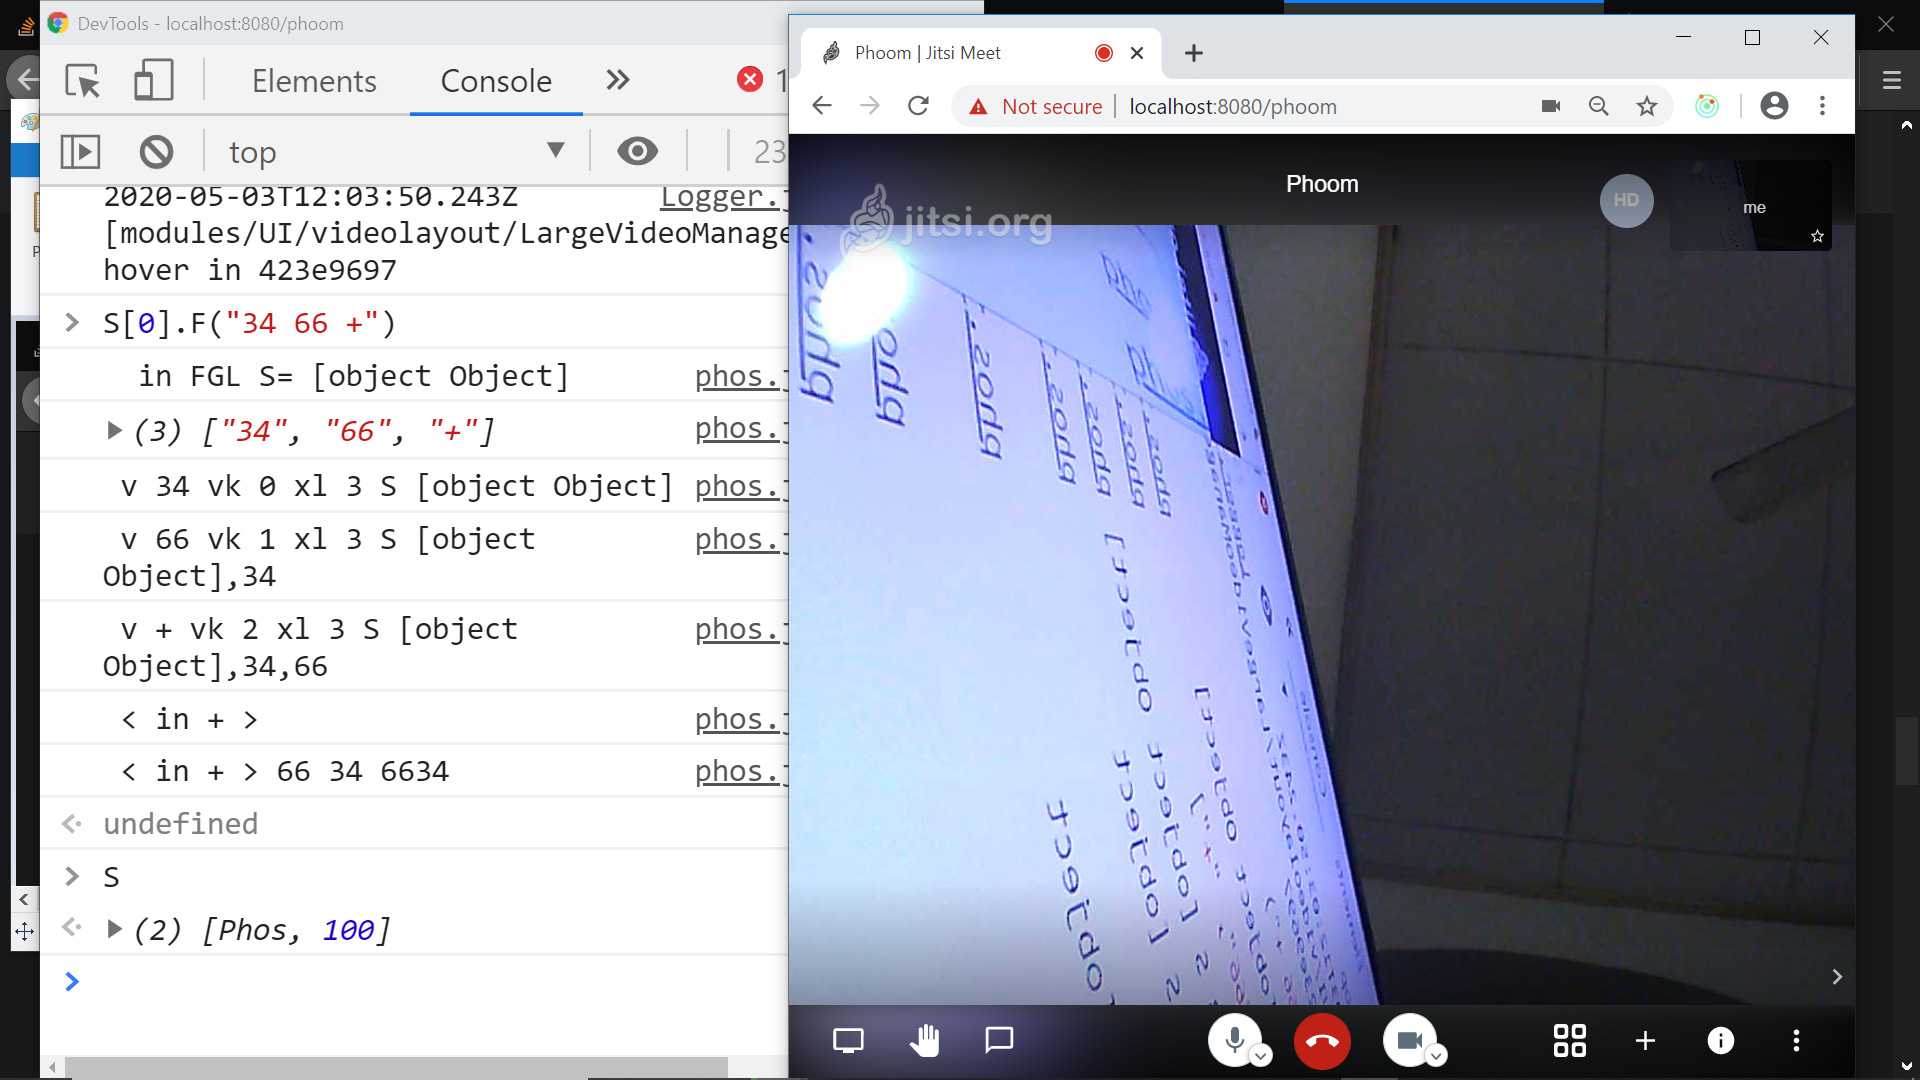 DevTools - localhost:8080/phoom
Elements
Console
top
23
2020-05-03T12:03:50.243Z
Logger.j
[modules/UI/videolayout/LargeVideoManage
hover in 423e9697
S[0].F("34 66 +")
in FGL S= [object Object]
phos.j
(3) ["34", "66", "+"]
phos.j
v 34 vk 0 xl 3 S [object Object]
phos.j
v 66 vk 1 xl 3 S [object
phos.j
Object],34
v + vk 2 xl 3 S [object
phos.j
Object],34,66
< in + >
phos.j
< in + > 66 34 6634
phos.j
undefined
S
(2) [Phos, 100]
Phoom | Jitsi Meet
Not secure
localhost:8080/phoom
jitsi.org
Phoom
HD
me